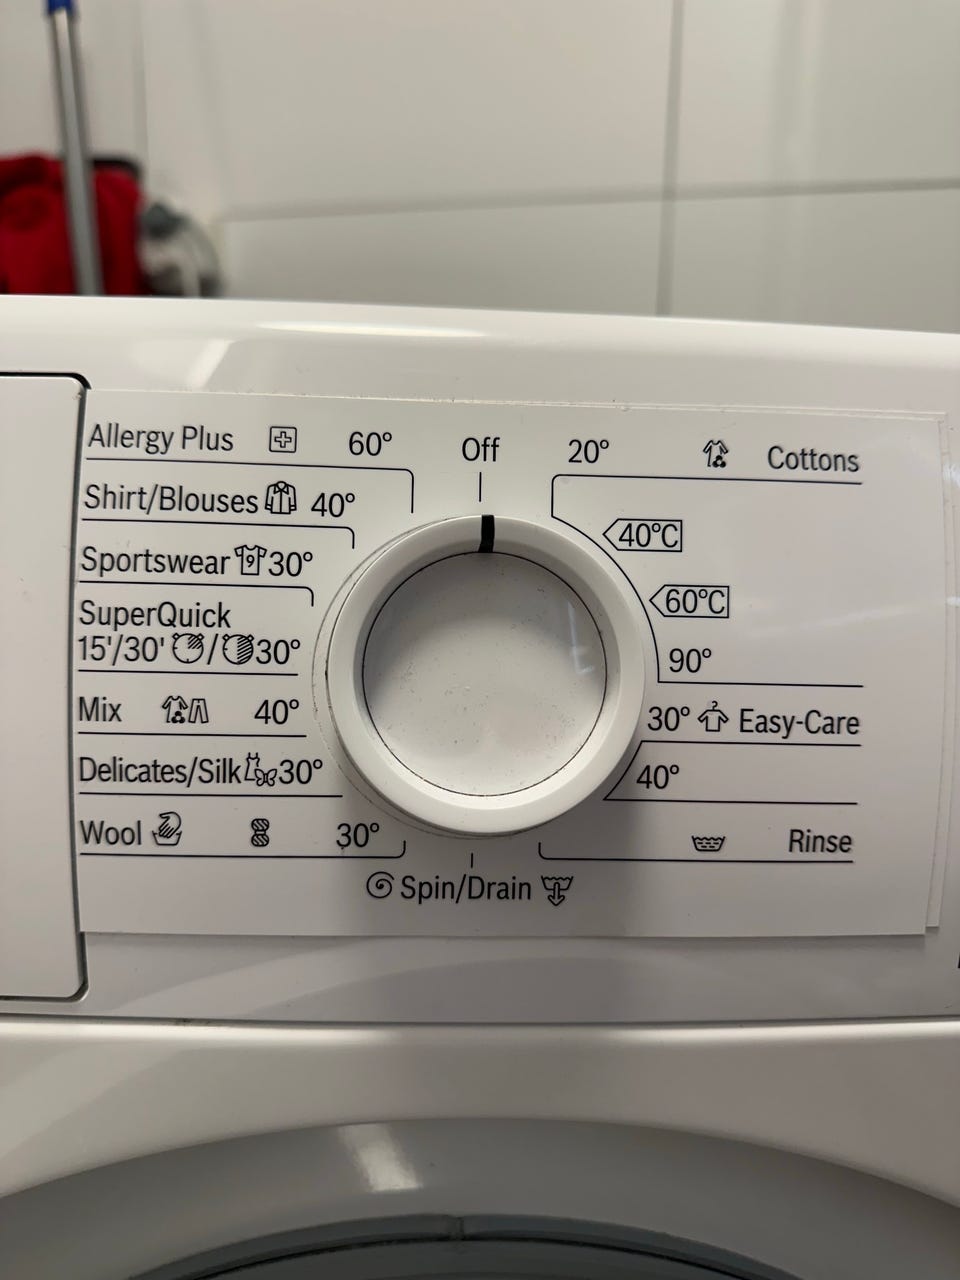 Allergy Plus 60°
Shirt/Blouses 40°
Sportswear 9 30°
SuperQuick
15'/30' / 30°
Mix 40°
Delicates/Silk 30°
Wool 30°
Off
20° Cottons
40°C
60°C
90°
30° Easy-Care
40°
Rinse
Spin/Drain